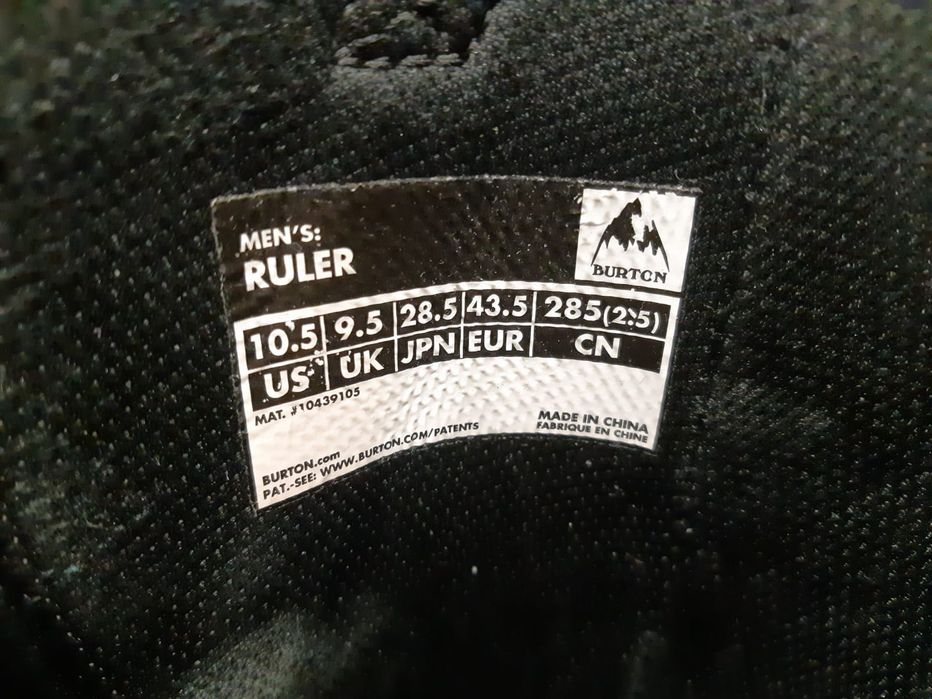 MEN'S:
RULER
BURTON
10.5 9.5 28.5 43.5 285(2.5)
US UK JPN EUR CN
MAT. #10439105
BURTON.com
PAT.-SEE: WWW.BURTON.COM/PATENTS
MADE IN CHINA
FABRIQUE EN CHINE